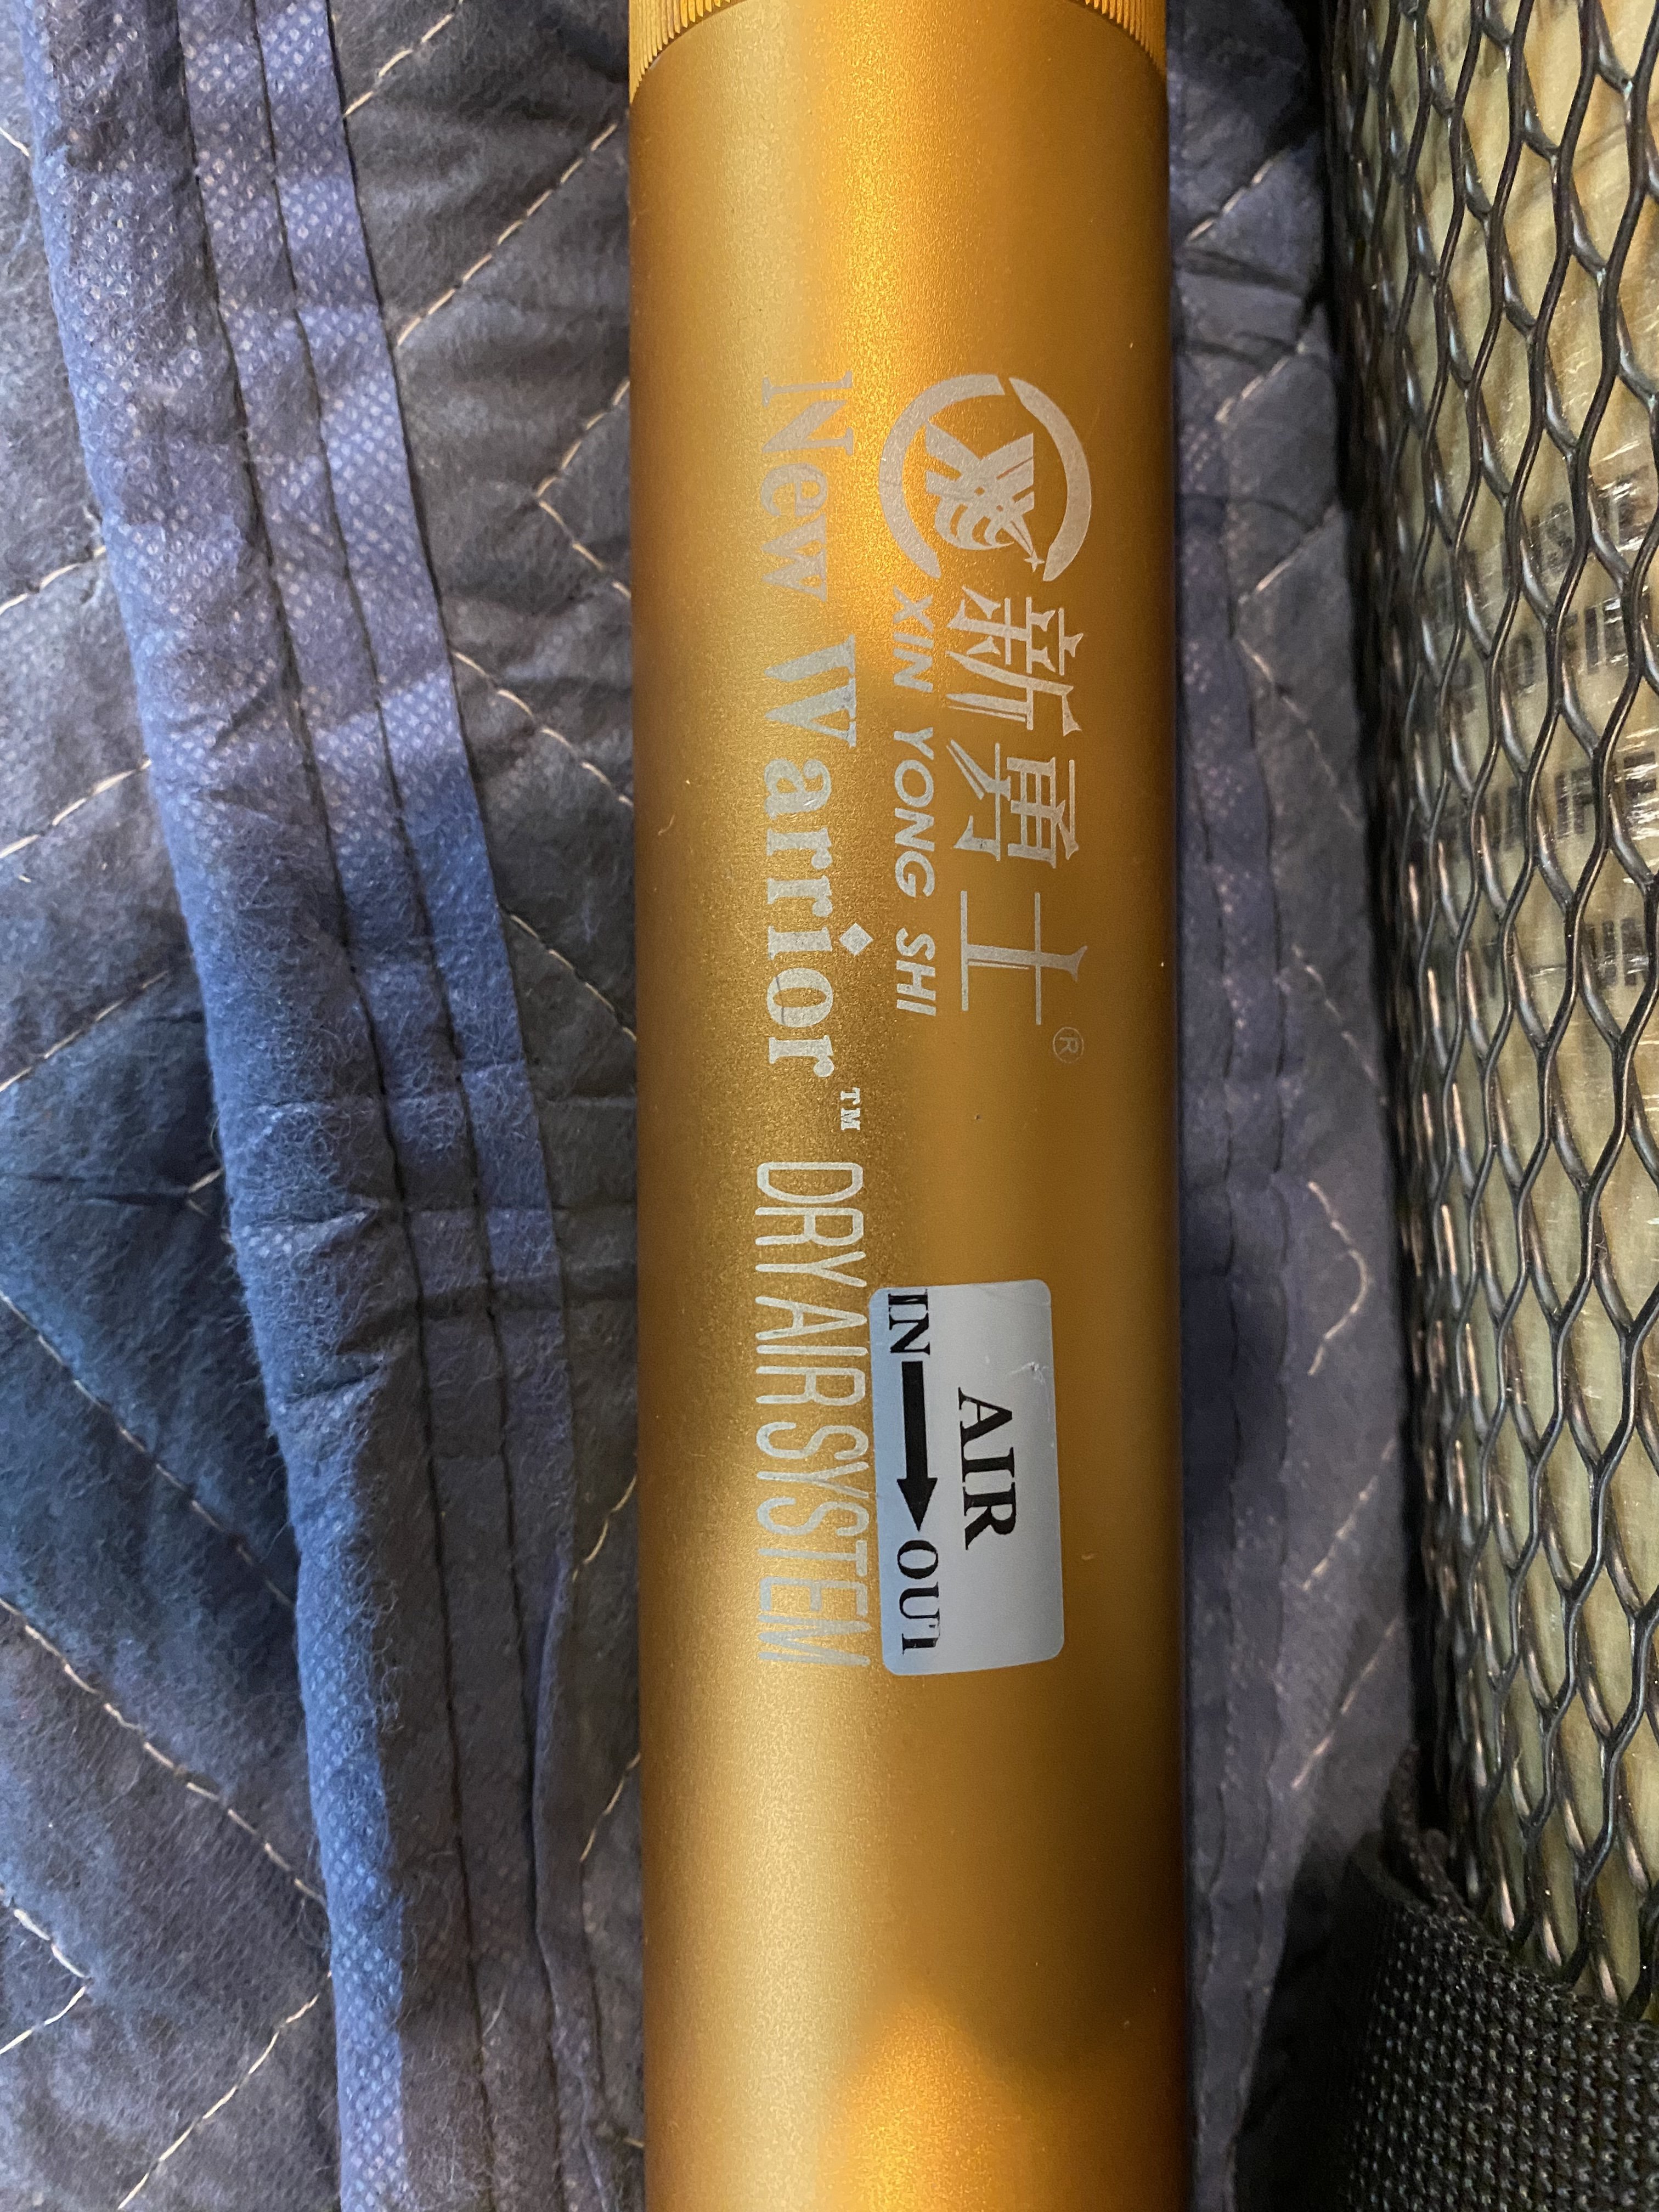 新勇士®
XIN YONG SHI
New Warrior™ DRY AIR SYSTEM
AIR
IN → OUT